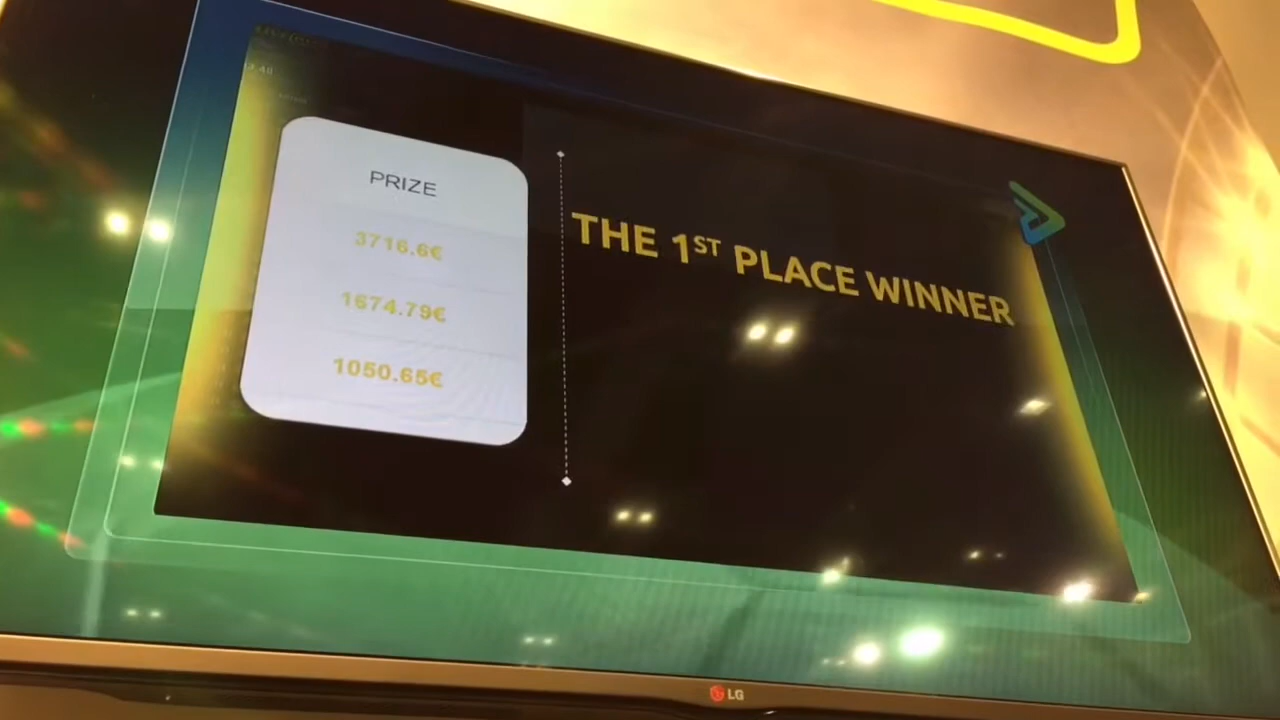 PRIZE
3716.6€
1674.79€
1050.65€
THE 1ST PLACE WINNER
LG